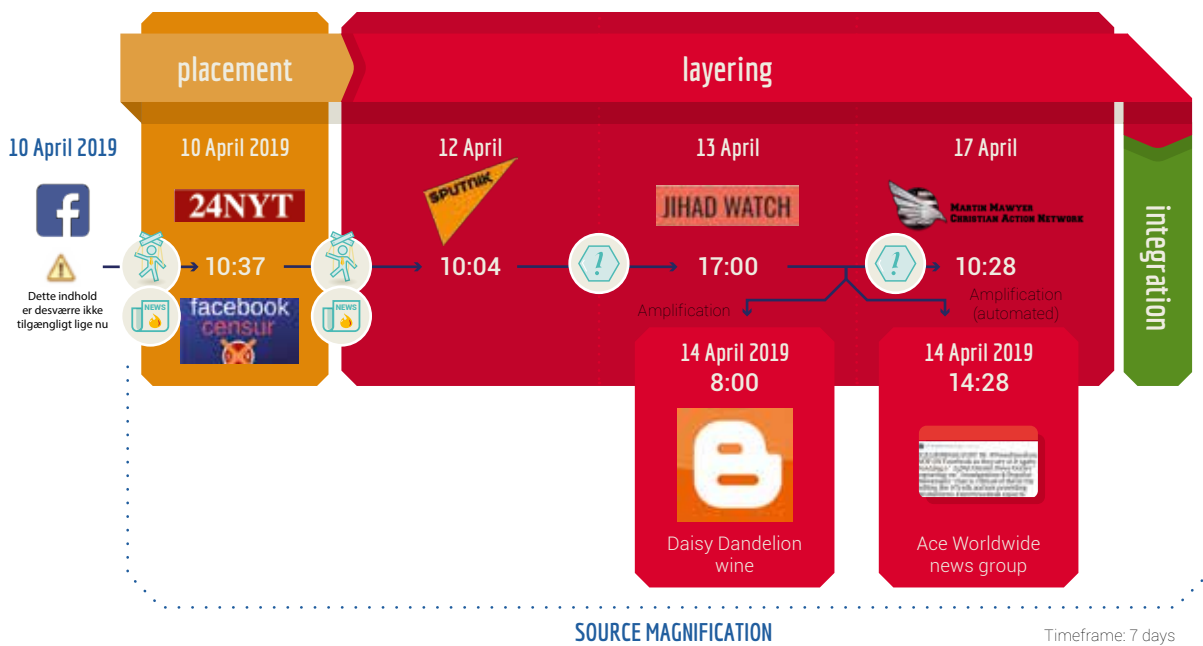 placement
layering
integration
10 April 2019
Dette indhold
er desværre ikke
tilgængligt lige nu
10 April 2019
24NYT
10:37
NEWS
NEWS
facebook
censur
12 April
SPUTNIK
10:04
13 April
JIHAD WATCH
17:00
17 April
MARTIN MAWYER
CHRISTIAN ACTION NETWORK
10:28
Amplification
Amplification
(automated)
14 April 2019
8:00
Daisy Dandelion
wine
14 April 2019
14:28
Ace Worldwide
news group
SOURCE MAGNIFICATION
Timeframe: 7 days